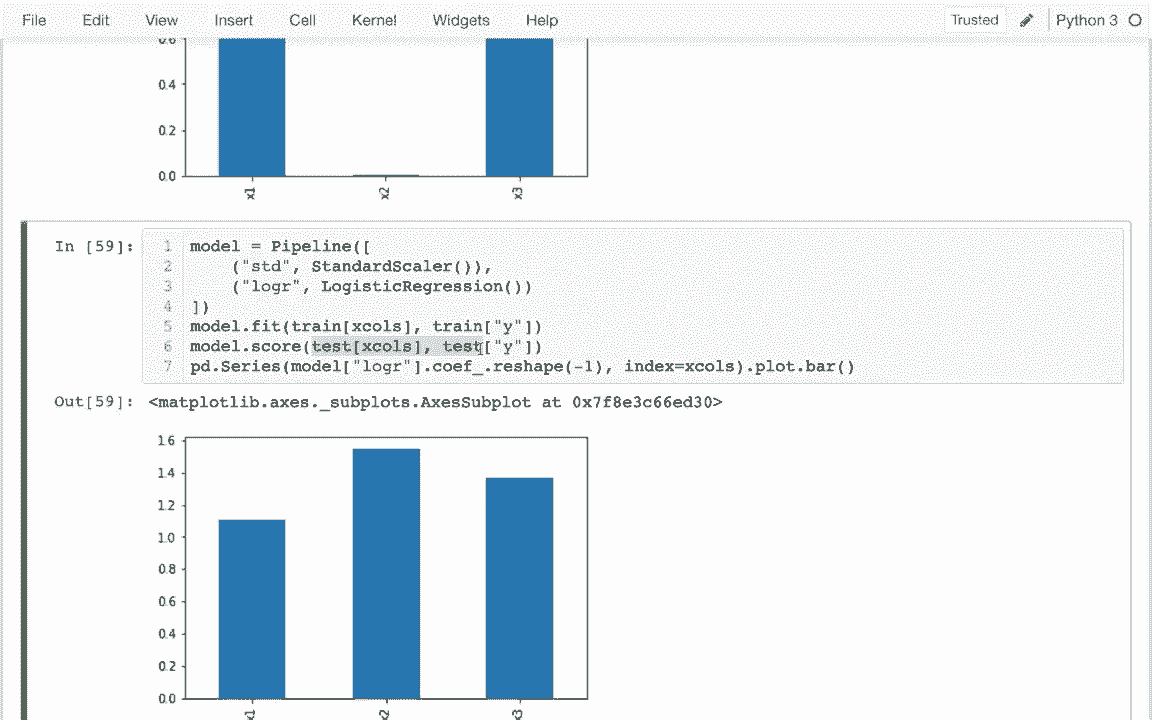 File Edit View Insert Cell Kernel Widgets Help Trusted Python 3
0.6
0.4
0.2
0.0
x1 x2 x3
In [59]:
1 model = Pipeline([
2 ("std", StandardScaler()),
3 ("logr", LogisticRegression())
4 ])
5 model.fit(train[xcols], train["y"])
6 model.score(test[xcols], test["y"])
7 pd.Series(model["logr"].coef_.reshape(-1), index=xcols).plot.bar()
Out[59]: <matplotlib.axes._subplots.AxesSubplot at 0x7f8e3c66ed30>
1.6
1.4
1.2
1.0
0.8
0.6
0.4
0.2
0.0
x1 x2 x3